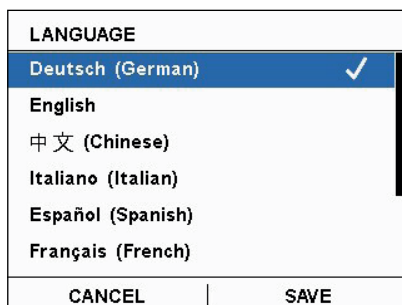 LANGUAGE
Deutsch (German)
English
中文 (Chinese)
Italiano (Italian)
Español (Spanish)
Français (French)
CANCEL SAVE